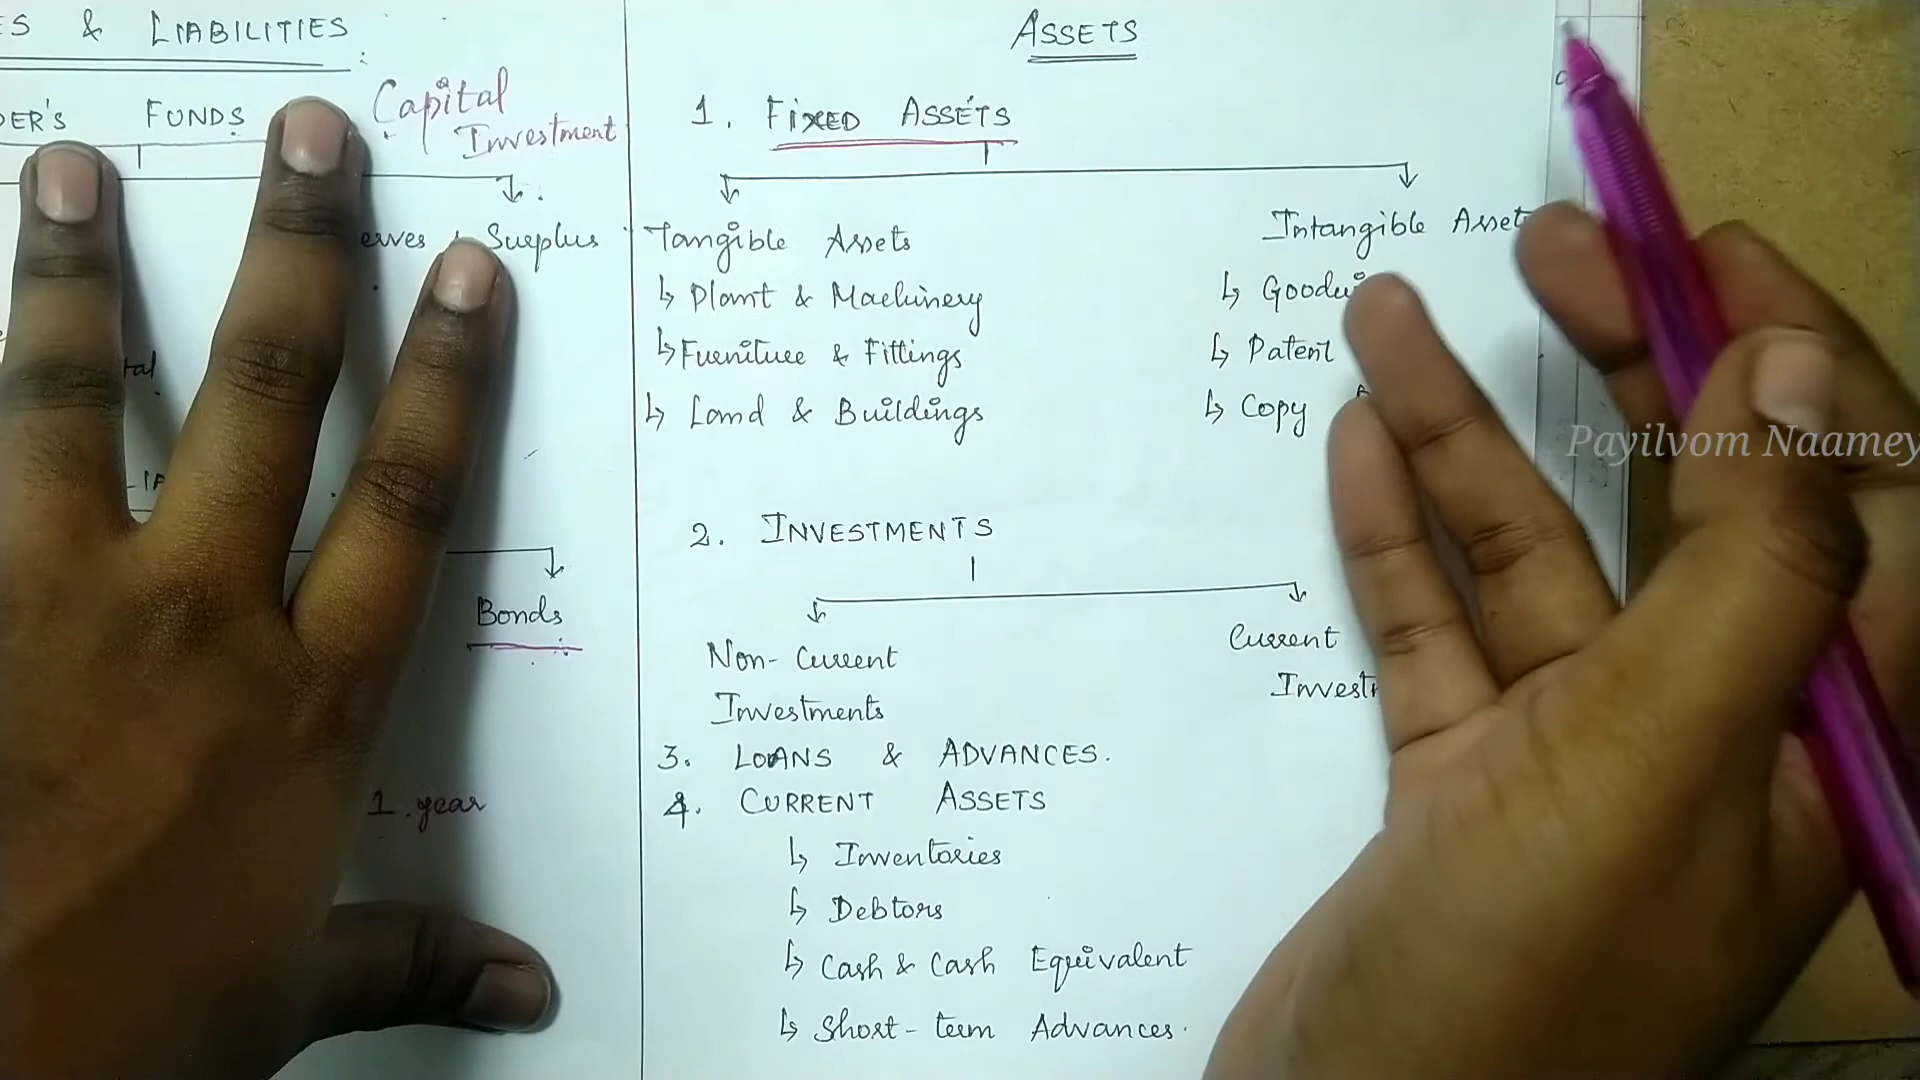 & LIABILITIES
FUNDS
Capital
Investment
& Surplus
Bonds
1 year
ASSETS
1. FIXED ASSETS
Tangible Assets
↳ Plant & Machinery
↳ Furniture & Fittings
↳ Land & Buildings
Intangible Asset
↳ Goodwi
↳ Patent
↳ Copy
2. INVESTMENTS
Non-Current
Investments
Current
Invest
3. LOANS & ADVANCES.
4. CURRENT ASSETS
↳ Inventories
↳ Debtors
↳ Cash & Cash Equivalent
↳ Short-term Advances.
Payilvom Naamey